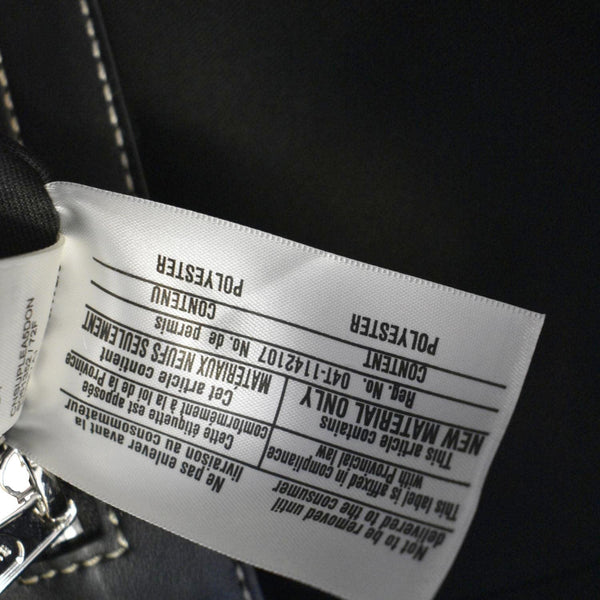 Not to be removed until
delivered to the consumer
This label is affixed in compliance
with Provincial law
This article contains
NEW MATERIAL ONLY
Ne pas enlever avant la
livraison au consommateur
Cette étiquette est apposée
conformément à la loi de la Province
Cet article contient
MATÉRIAUX NEUFS SEULEMENT
Reg. No. 04T-1142107 No. de permis
CONTENT CONTENU
POLYESTER POLYESTER